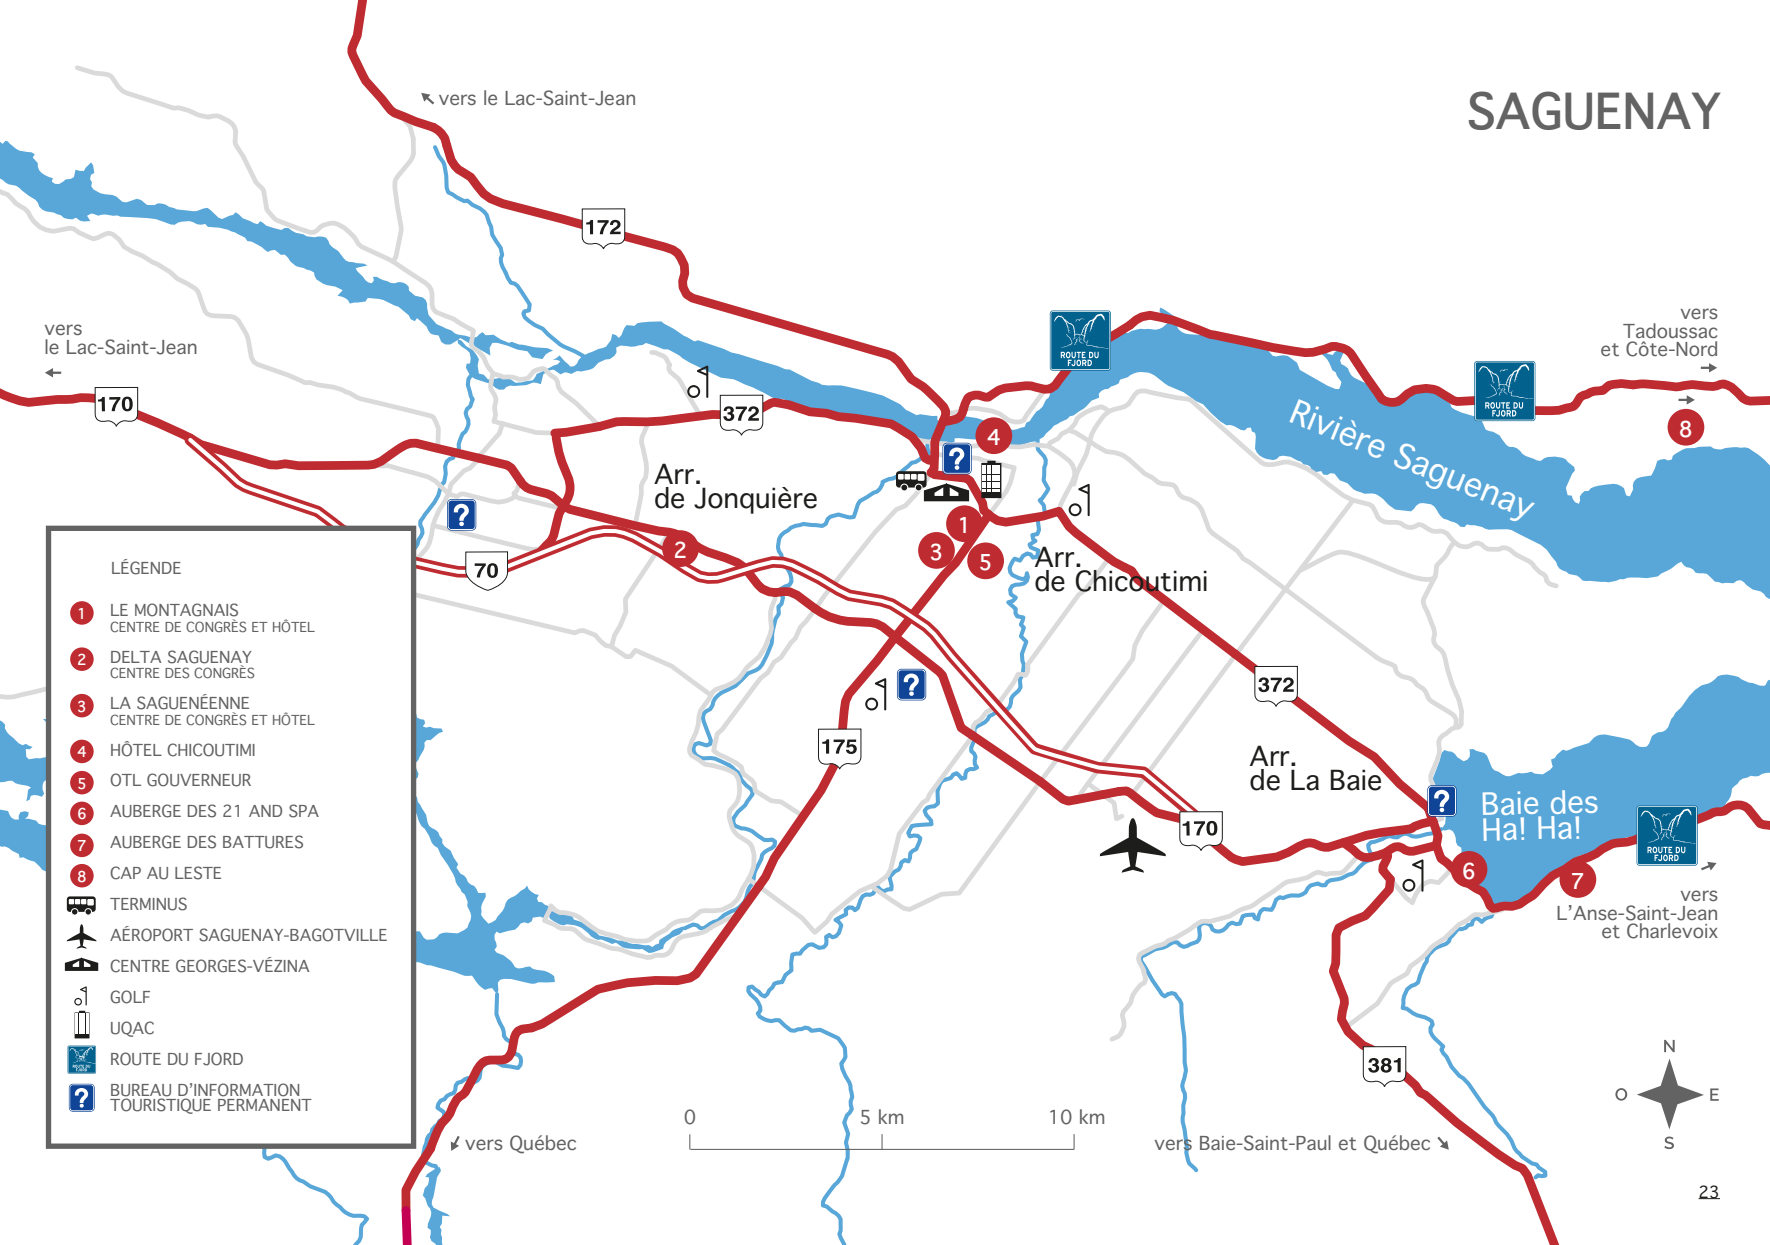 SAGUENAY
vers le Lac-Saint-Jean
172
vers
le Lac-Saint-Jean
170
372
ROUTE DU
FJORD
vers
Tadoussac
et Côte-Nord
ROUTE DU
FJORD
8
Rivière Saguenay
4
?
Arr.
de Jonquière
?
1
3
5
2
70
Arr.
de Chicoutimi
372
?
175
Arr.
de La Baie
170
?
Baie des
Ha! Ha!
ROUTE DU
FJORD
6
7
vers
L'Anse-Saint-Jean
et Charlevoix
381
LÉGENDE
1 LE MONTAGNAIS
CENTRE DE CONGRÈS ET HÔTEL
2 DELTA SAGUENAY
CENTRE DES CONGRÈS
3 LA SAGUENÉENNE
CENTRE DE CONGRÈS ET HÔTEL
4 HÔTEL CHICOUTIMI
5 OTL GOUVERNEUR
6 AUBERGE DES 21 AND SPA
7 AUBERGE DES BATTURES
8 CAP AU LESTE
TERMINUS
AÉROPORT SAGUENAY-BAGOTVILLE
CENTRE GEORGES-VÉZINA
GOLF
UQAC
ROUTE DU FJORD
? BUREAU D'INFORMATION
TOURISTIQUE PERMANENT
vers Québec
0 5 km 10 km
vers Baie-Saint-Paul et Québec
N
O E
S
23